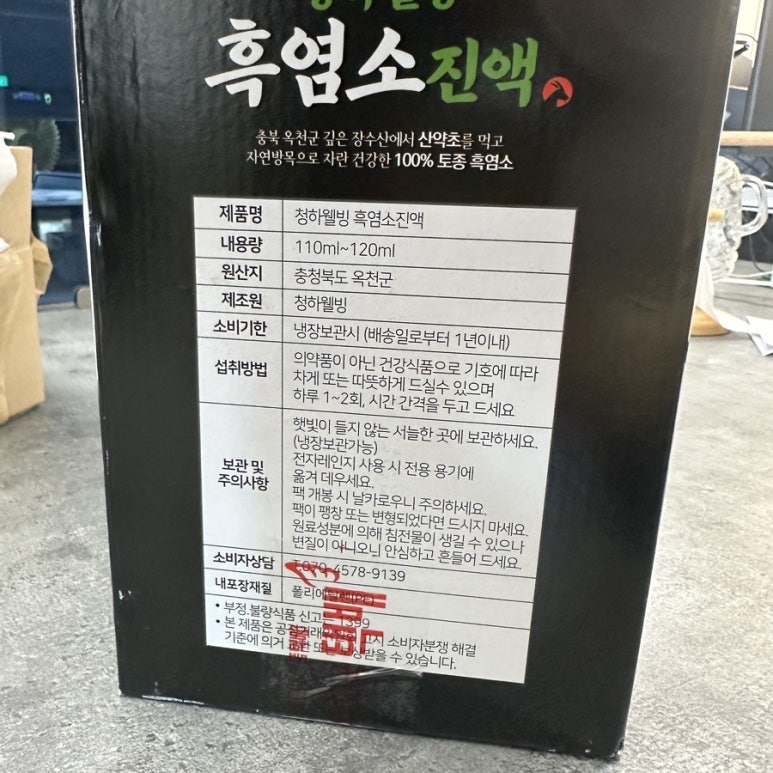 흑염소진액
충북 옥천군 깊은 장수산에서 산약초를 먹고
자연방목으로 자란 건강한 100% 토종 흑염소
제품명 청하웰빙 흑염소진액
내용량 110ml~120ml
원산지 충청북도 옥천군
제조원 청하웰빙
소비기한 냉장보관시 (배송일로부터 1년이내)
섭취방법
의약품이 아닌 건강식품으로 기호에 따라
차게 또는 따뜻하게 드실수 있으며
하루 1~2회, 시간 간격을 두고 드세요
보관 및
주의사항
햇빛이 들지 않는 서늘한 곳에 보관하세요.
(냉장보관가능)
전자레인지 사용 시 전용 용기에
옮겨 데우세요.
팩 개봉 시 날카로우니 주의하세요.
팩이 팽창 또는 변형되었다면 드시지 마세요.
원료성분에 의해 침전물이 생길 수 있으나
변질이 아니오니 안심하고 흔들어 드세요.
소비자상담 T.070-4578-9139
내포장재질
• 부정.불량식품 신고는 1399
• 본 제품은 고시 소비자분쟁 해결
기준에 의거 교환 또는 보상받을 수 있습니다.